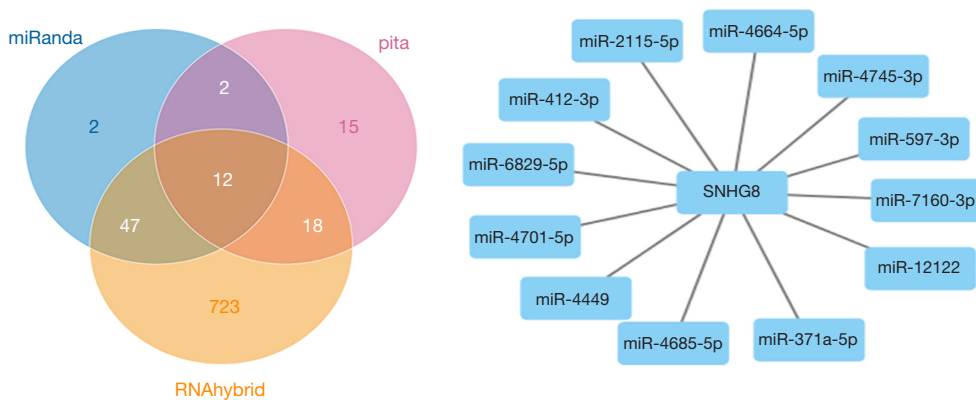 miRanda
pita
2
2
15
12
47
18
723
RNAhybrid
miR-2115-5p
miR-4664-5p
miR-4745-3p
miR-412-3p
miR-597-3p
miR-6829-5p
SNHG8
miR-7160-3p
miR-4701-5p
miR-12122
miR-4449
miR-4685-5p
miR-371a-5p